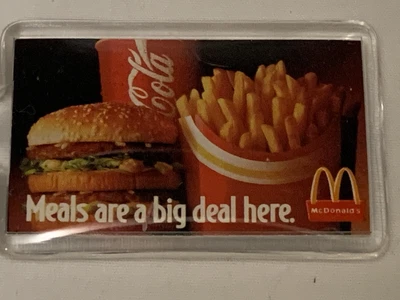 Coca-Cola
Meals are a big deal here.
McDonald's